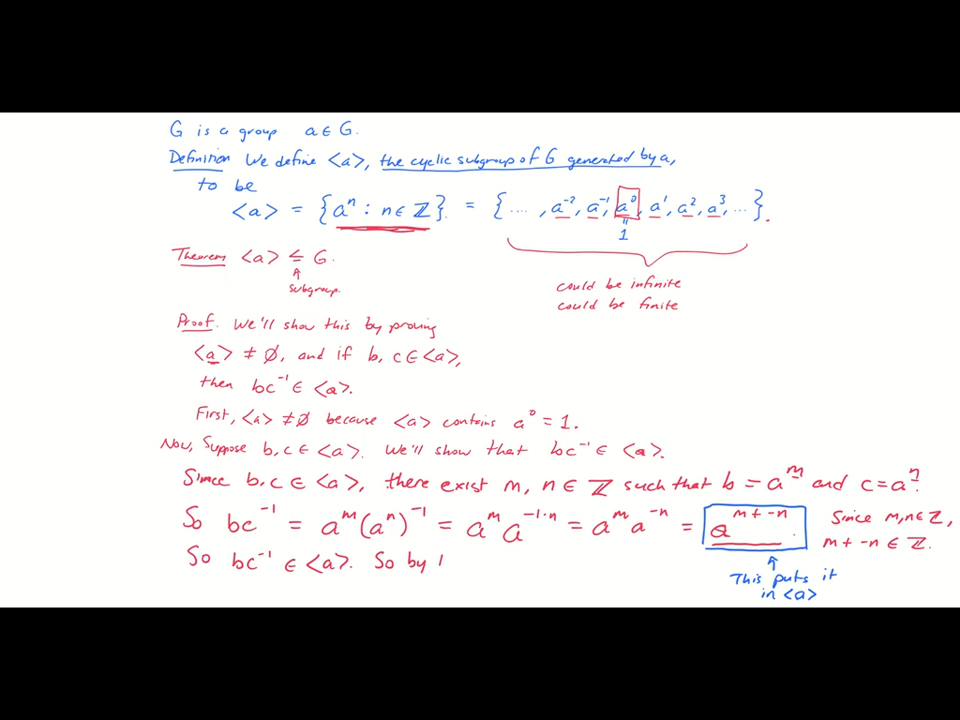 G is a group a ∈ G.
Definition We define <a>, the cyclic subgroup of G generated by a,
to be
<a> = {aⁿ : n ∈ ℤ}. = {...., a⁻², a⁻¹, a⁰, a¹, a², a³, ...}.
"
1
Theorem <a> ≤ G.
↑
subgroup.
could be infinite
could be finite
Proof. We'll show this by proving
<a> ≠ ∅, and if b, c ∈ <a>,
then bc⁻¹ ∈ <a>.
First, <a> ≠ ∅ because <a> contains a⁰ = 1.
Now, Suppose b, c ∈ <a>. We'll show that bc⁻¹ ∈ <a>.
Since b, c ∈ <a>, there exist m, n ∈ ℤ such that b = aᵐ and c = aⁿ.
So bc⁻¹ = aᵐ(aⁿ)⁻¹ = aᵐ a^{-1·n} = aᵐ a⁻ⁿ = a^{m+-n}. Since m, n ∈ ℤ,
m + -n ∈ ℤ.
So bc⁻¹ ∈ <a>. So by
↑
This puts it
in <a>